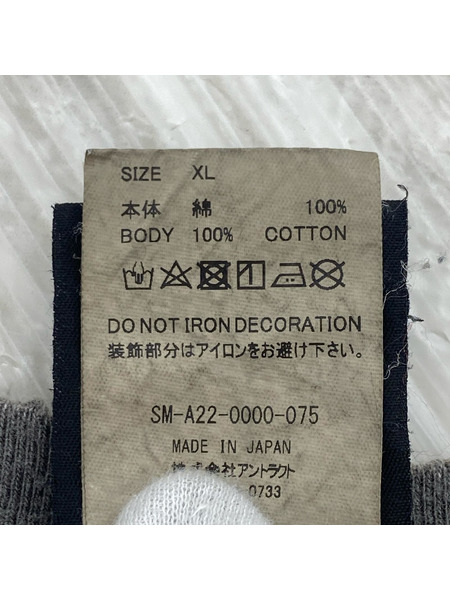 SIZE XL
本体 綿 100%
BODY 100% COTTON
DO NOT IRON DECORATION
装飾部分はアイロンをお避け下さい。
SM-A22-0000-075
MADE IN JAPAN
株式会社アントラクト
0733